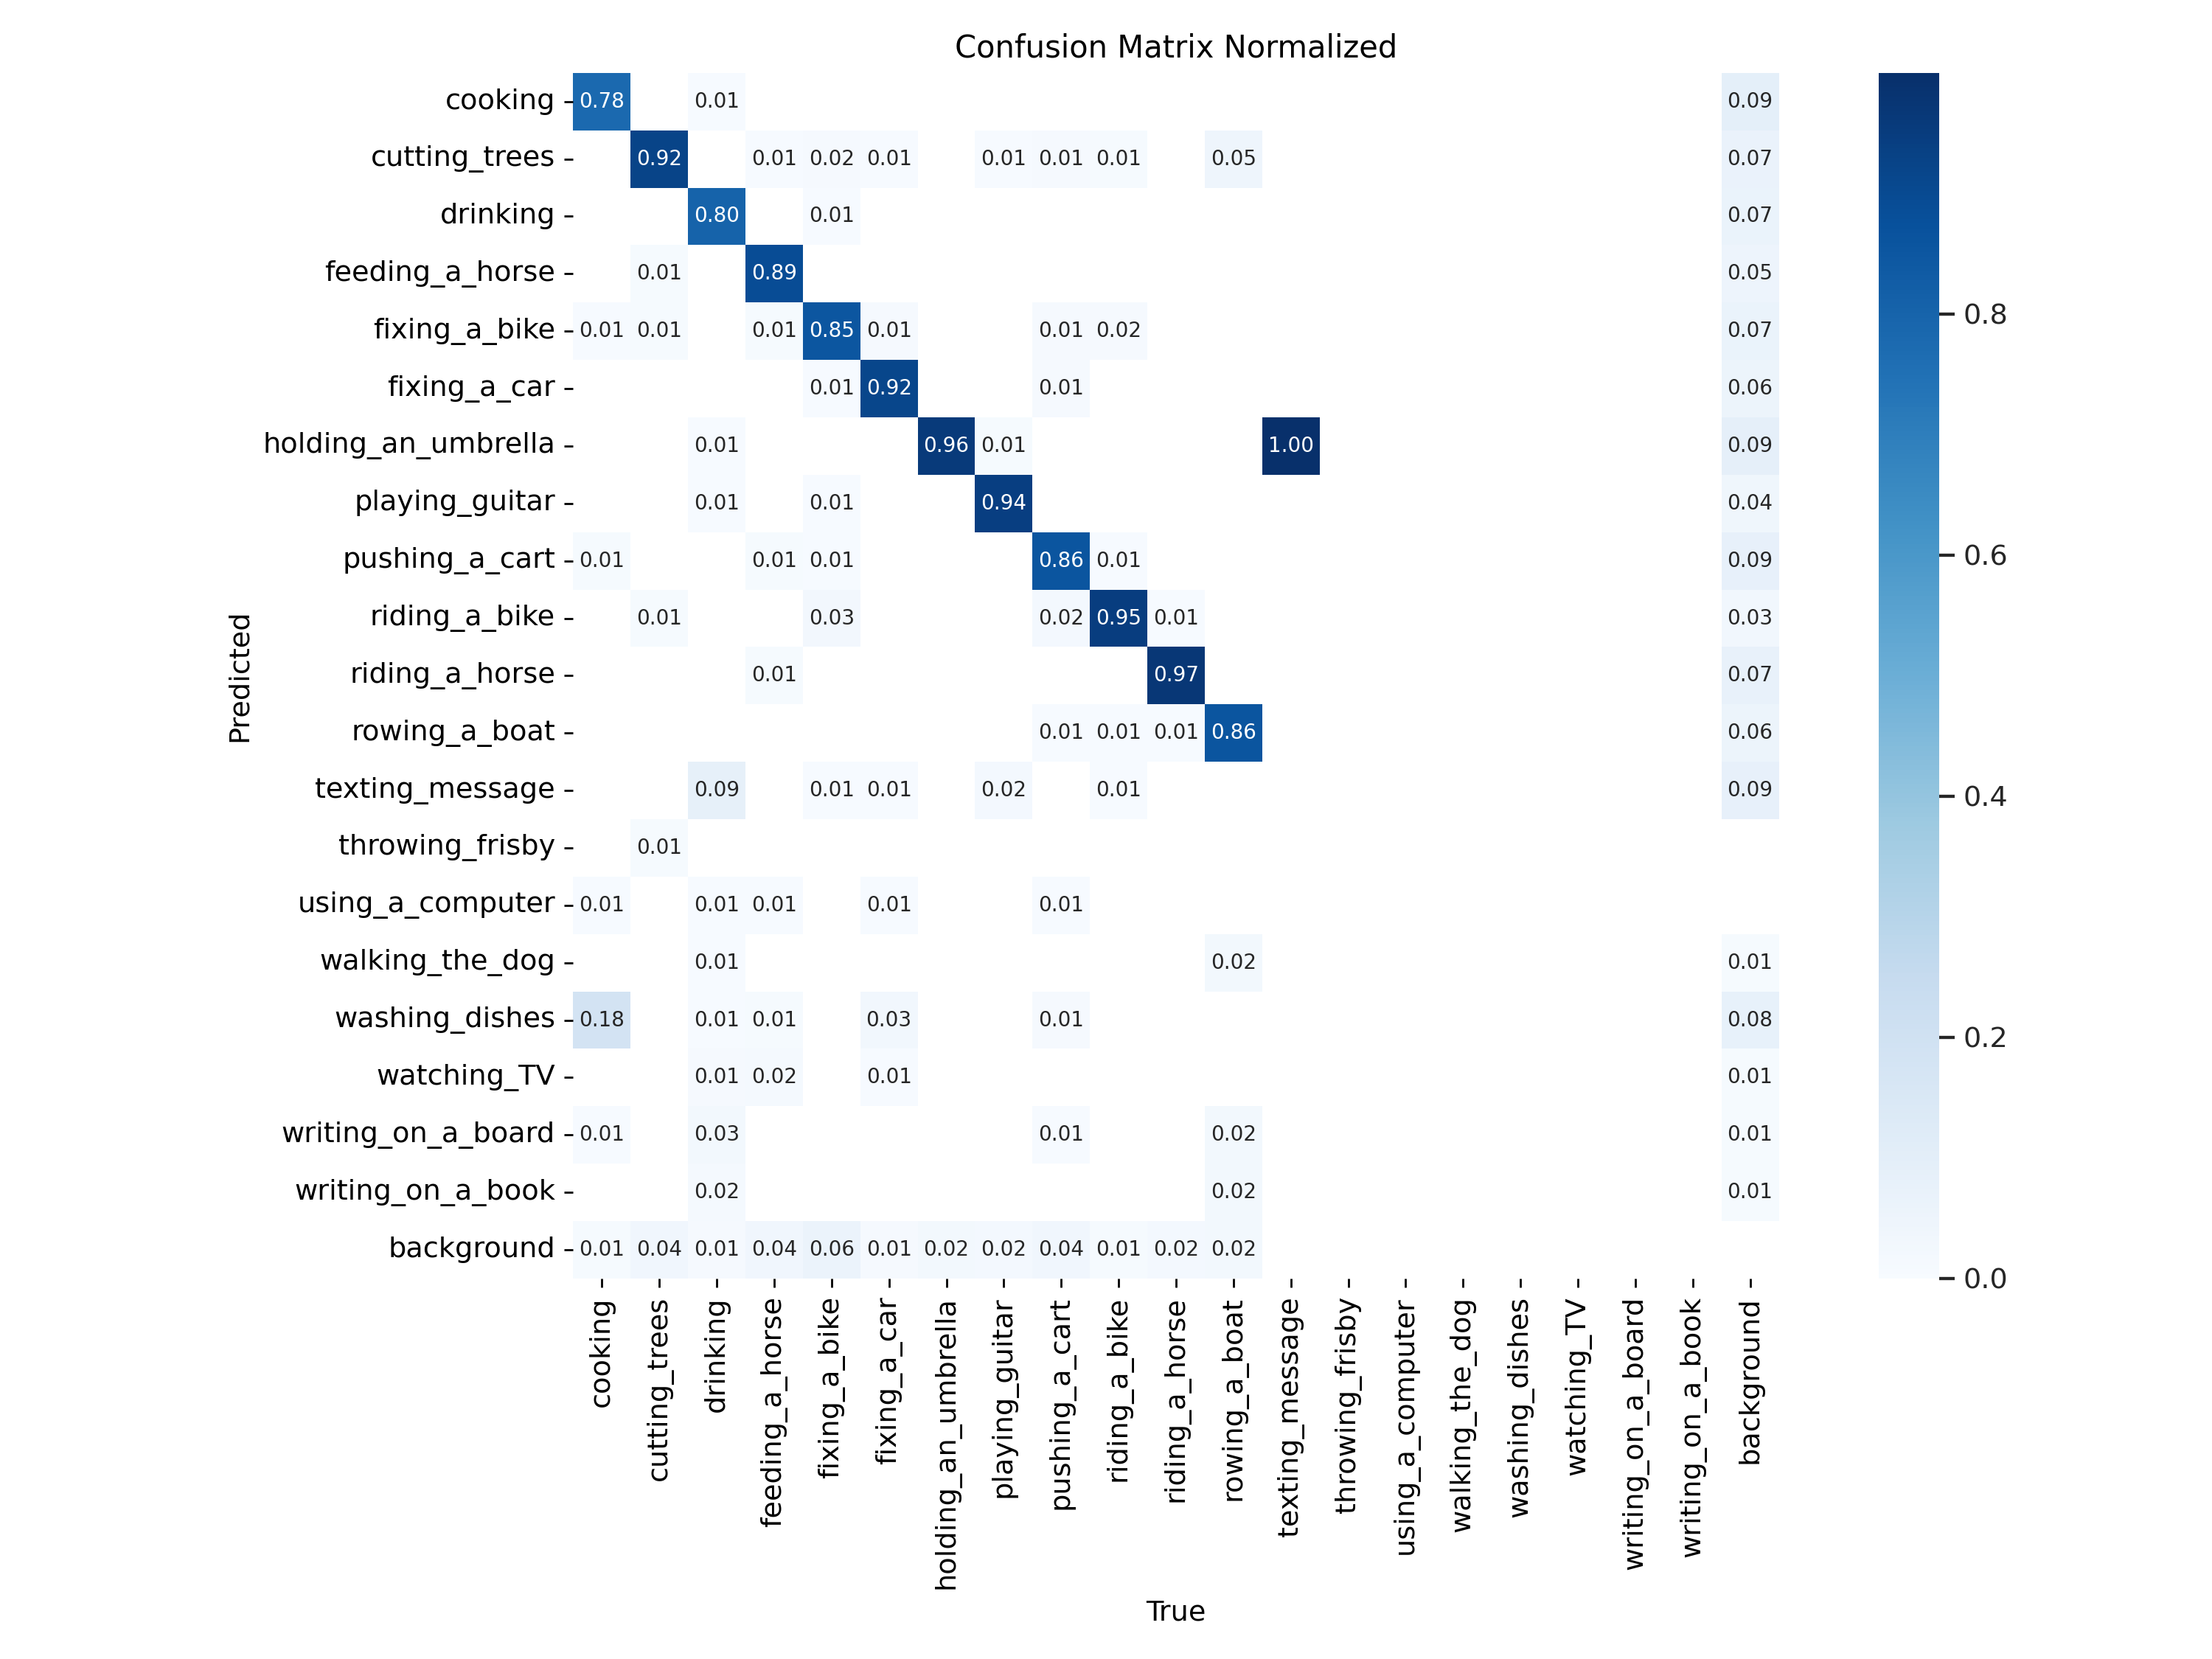 Confusion Matrix Normalized
cooking 0.78 0.01 0.09
cutting_trees 0.92 0.01 0.02 0.01 0.01 0.01 0.01 0.05 0.07
drinking 0.80 0.01 0.07
feeding_a_horse 0.01 0.89 0.05
fixing_a_bike 0.01 0.01 0.01 0.85 0.01 0.01 0.02 0.07
fixing_a_car 0.01 0.92 0.01 0.06
holding_an_umbrella 0.01 0.96 0.01 1.00 0.09
playing_guitar 0.01 0.01 0.94 0.04
pushing_a_cart 0.01 0.01 0.01 0.86 0.01 0.09
riding_a_bike 0.01 0.03 0.02 0.95 0.01 0.03
riding_a_horse 0.01 0.97 0.07
rowing_a_boat 0.01 0.01 0.01 0.86 0.06
texting_message 0.09 0.01 0.01 0.02 0.01 0.09
throwing_frisby 0.01
using_a_computer 0.01 0.01 0.01 0.01 0.01
walking_the_dog 0.01 0.02 0.01
washing_dishes 0.18 0.01 0.01 0.03 0.01 0.08
watching_TV 0.01 0.02 0.01 0.01
writing_on_a_board 0.01 0.03 0.01 0.02 0.01
writing_on_a_book 0.02 0.02 0.01
background 0.01 0.04 0.01 0.04 0.06 0.01 0.02 0.02 0.04 0.01 0.02 0.02
Predicted
cooking
cutting_trees
drinking
feeding_a_horse
fixing_a_bike
fixing_a_car
holding_an_umbrella
playing_guitar
pushing_a_cart
riding_a_bike
riding_a_horse
rowing_a_boat
texting_message
throwing_frisby
using_a_computer
walking_the_dog
washing_dishes
watching_TV
writing_on_a_board
writing_on_a_book
background
True
0.8
0.6
0.4
0.2
0.0